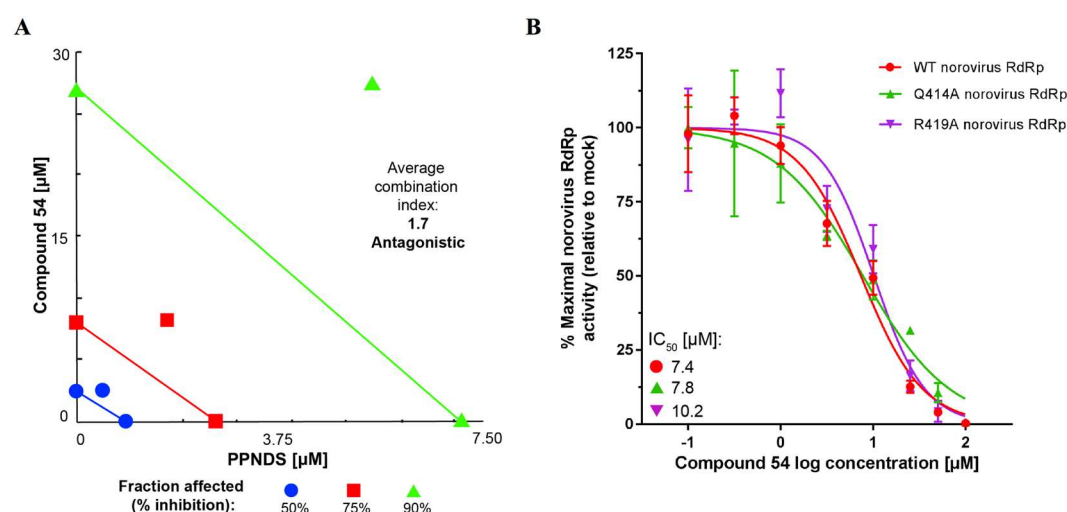 A
30
15
0
Compound 54 [µM]
Average
combination
index:
1.7
Antagonistic
0
3.75
7.50
PPNDS [µM]
Fraction affected
(% inhibition):
50%
75%
90%
B
125
100
75
50
25
0
% Maximal norovirus RdRp
activity (relative to mock)
WT norovirus RdRp
Q414A norovirus RdRp
R419A norovirus RdRp
IC50 [µM]:
7.4
7.8
10.2
-1
0
1
2
Compound 54 log concentration [µM]